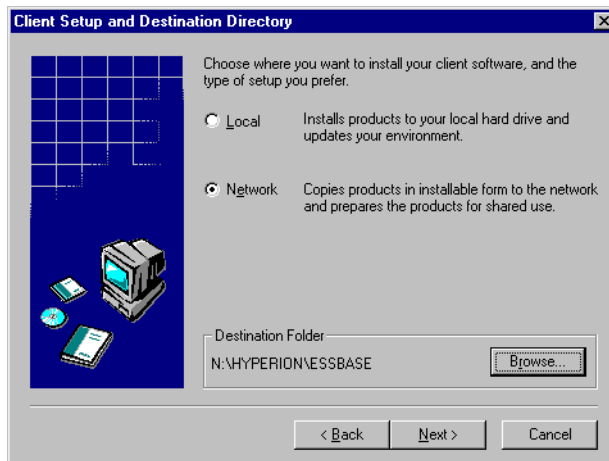 Client Setup and Destination Directory
Choose where you want to install your client software, and the
type of setup you prefer.
Local
Installs products to your local hard drive and
updates your environment.
Network
Copies products in installable form to the network
and prepares the products for shared use.
Destination Folder
N:\HYPERION\ESSBASE
Browse...
< Back
Next >
Cancel